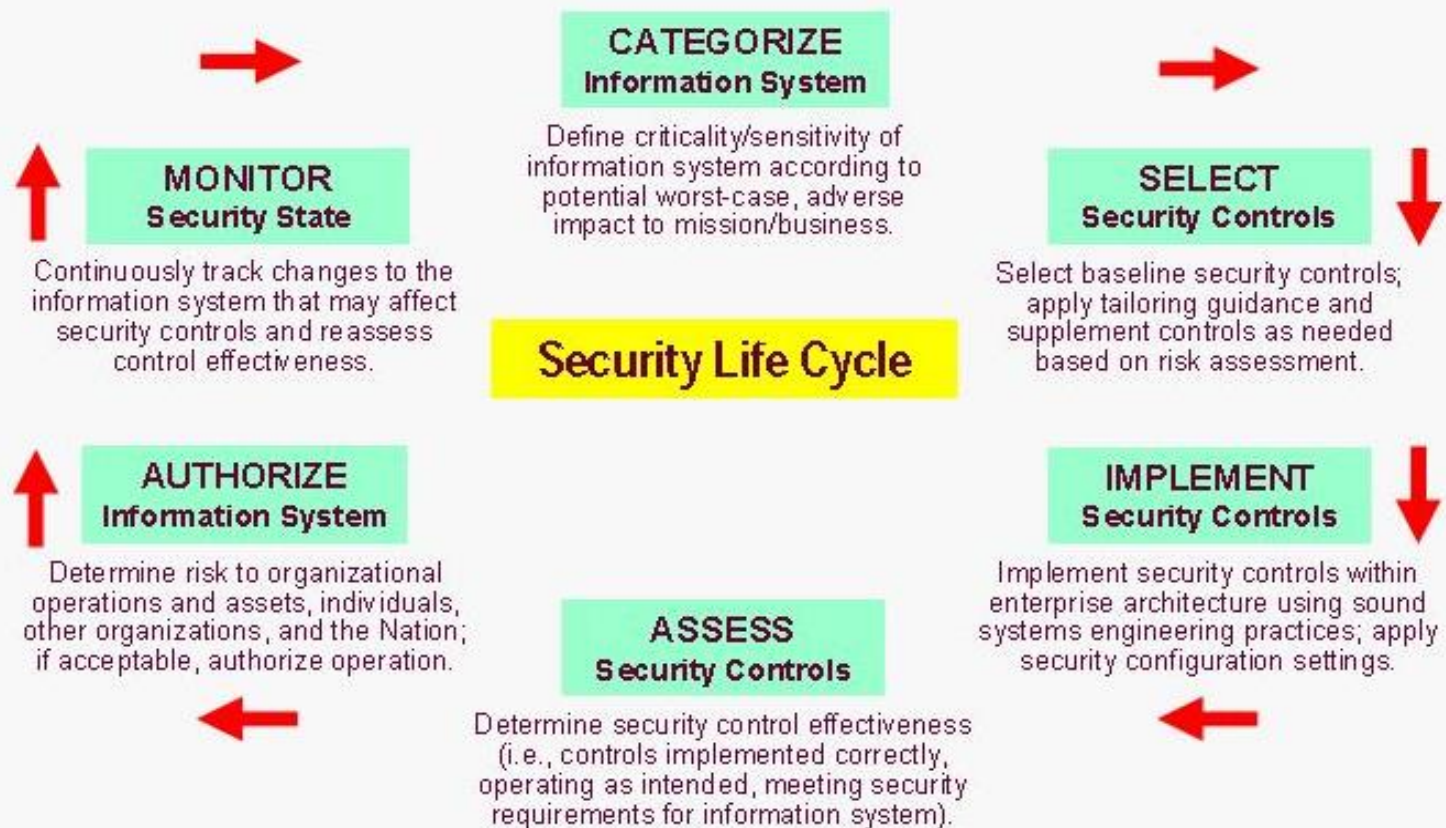 CATEGORIZE
Information System
Define criticality/sensitivity of
information system according to
potential worst-case, adverse
impact to mission/business.
MONITOR
Security State
Continuously track changes to the
information system that may affect
security controls and reassess
control effectiveness.
SELECT
Security Controls
Select baseline security controls;
apply tailoring guidance and
supplement controls as needed
based on risk assessment.
Security Life Cycle
AUTHORIZE
Information System
Determine risk to organizational
operations and assets, individuals,
other organizations, and the Nation;
if acceptable, authorize operation.
IMPLEMENT
Security Controls
Implement security controls within
enterprise architecture using sound
systems engineering practices; apply
security configuration settings.
ASSESS
Security Controls
Determine security control effectiveness
(i.e., controls implemented correctly,
operating as intended, meeting security
requirements for information system).